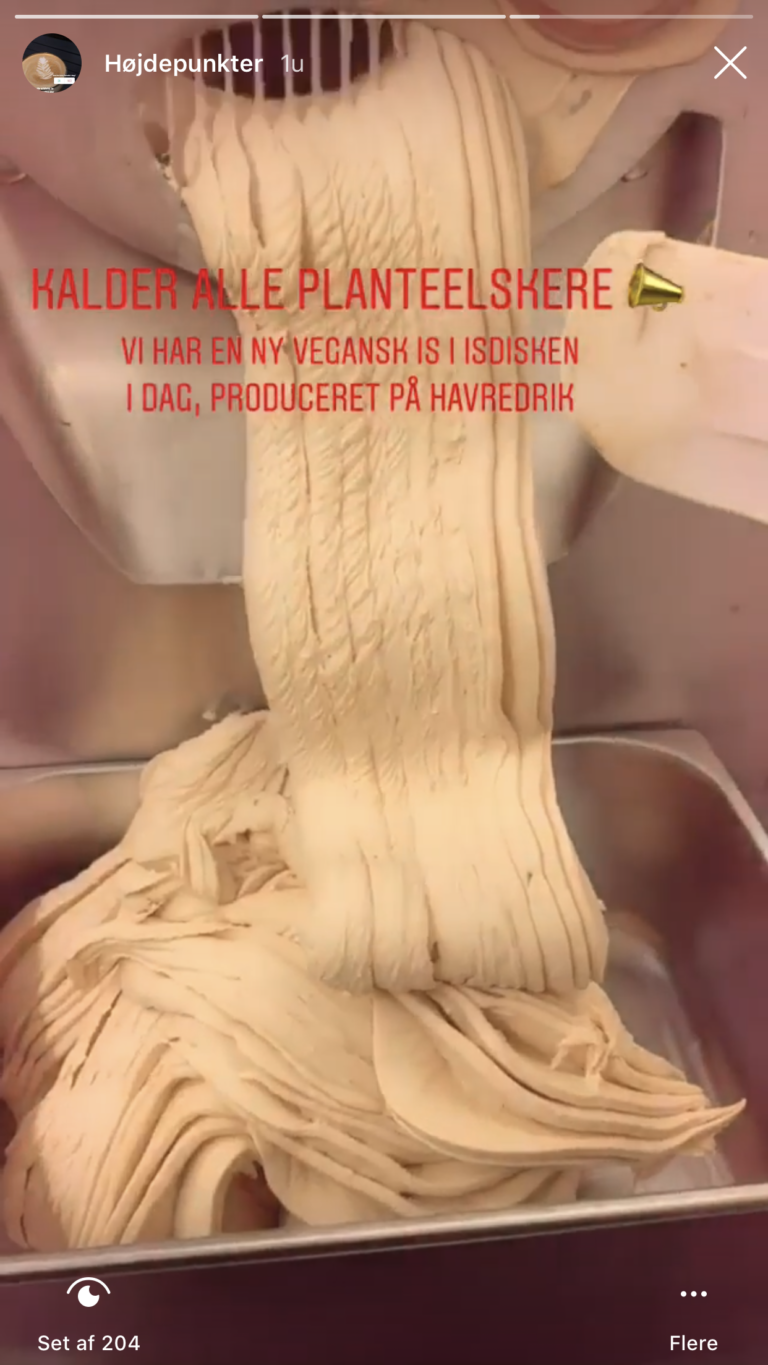 Højdepunkter 1u
KALDER ALLE PLANTEELSKERE
VI HAR EN NY VEGANSK IS I ISDISKEN
I DAG, PRODUCERET PÅ HAVREDRIK
Set af 204
Flere